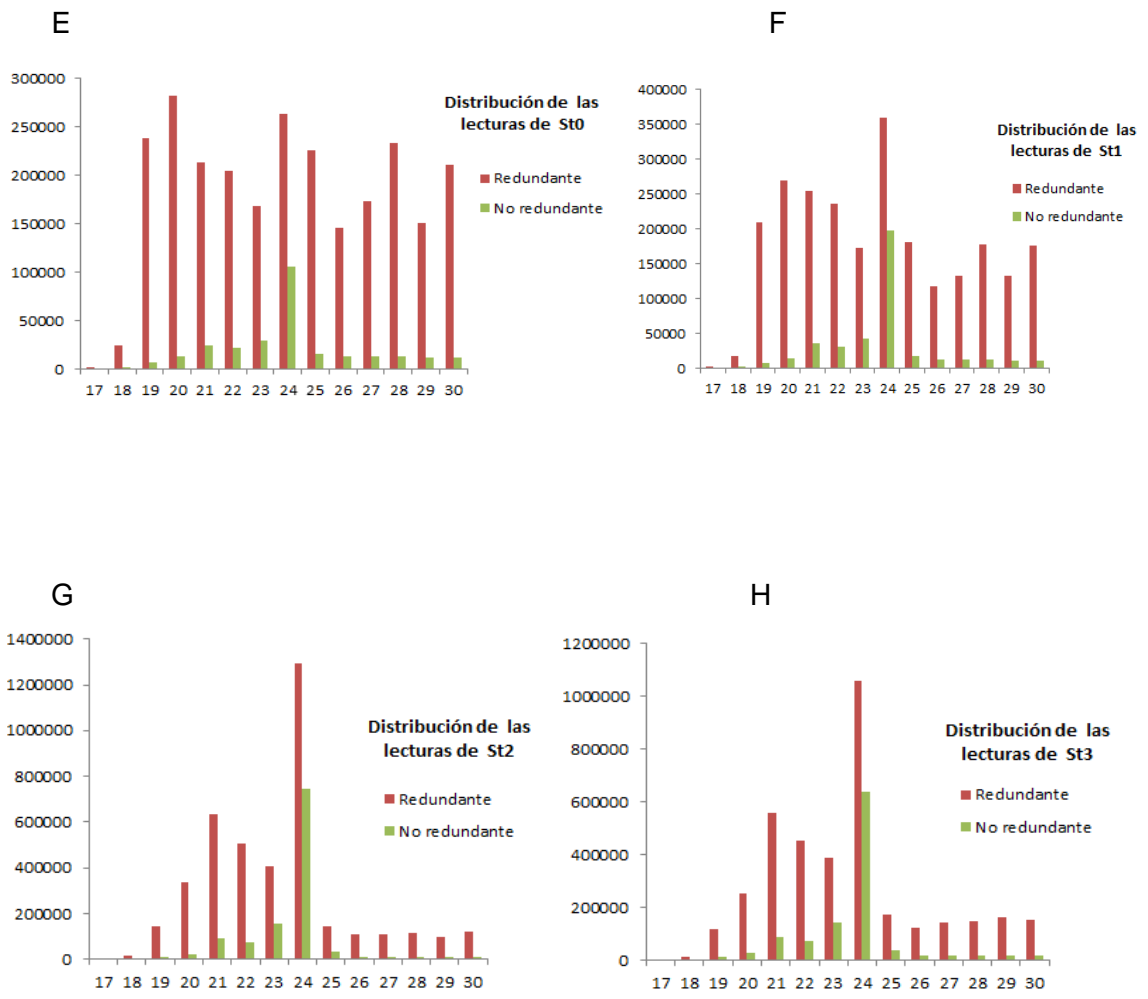 E
F
300000
250000
200000
150000
100000
50000
0
Distribución de las
lecturas de St0
Redundante
No redundante
17 18 19 20 21 22 23 24 25 26 27 28 29 30
400000
350000
300000
250000
200000
150000
100000
50000
0
Distribución de las
lecturas de St1
Redundante
No redundante
17 18 19 20 21 22 23 24 25 26 27 28 29 30
G
H
1400000
1200000
1000000
800000
600000
400000
200000
0
Distribución de las
lecturas de St2
Redundante
No redundante
17 18 19 20 21 22 23 24 25 26 27 28 29 30
1200000
1000000
800000
600000
400000
200000
0
Distribución de las
lecturas de St3
Redundante
No redundante
17 18 19 20 21 22 23 24 25 26 27 28 29 30